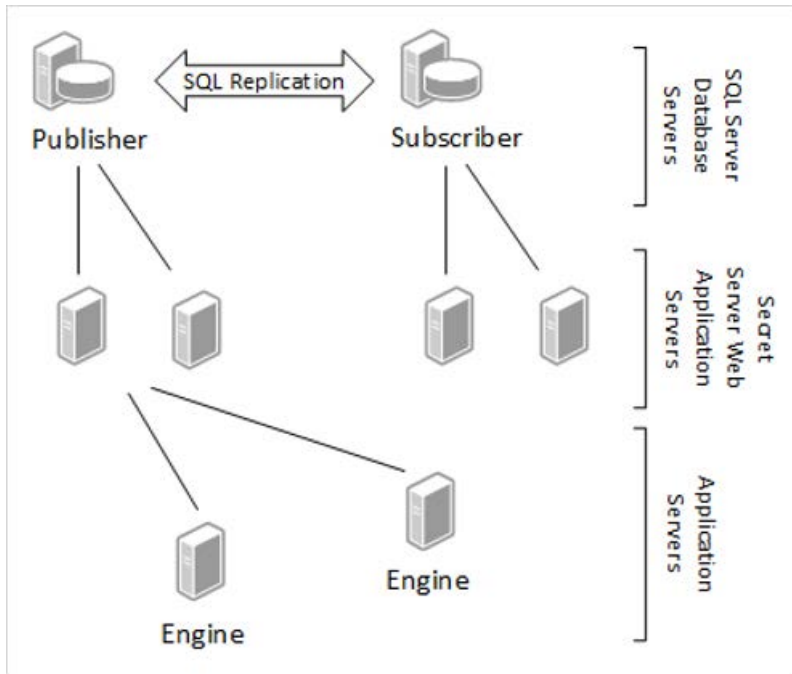 SQL Replication
Publisher
Subscriber
SQL Server
Database
Servers
Secret
Server Web
Application
Servers
Application
Servers
Engine
Engine